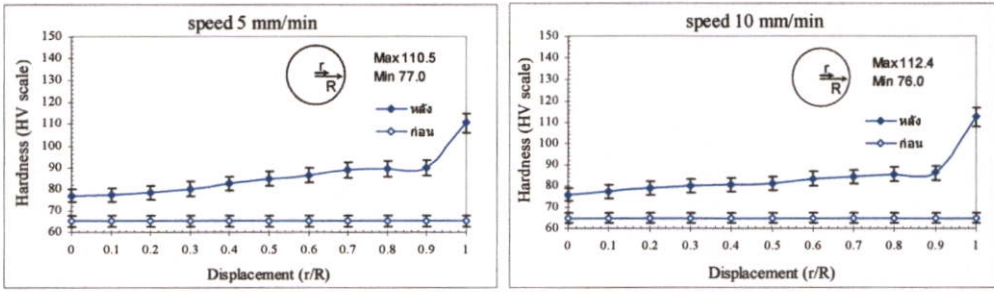 speed 5 mm/min
150
140
130
120
110
100
90
80
70
60
Hardness (HV scale)
r
R
Max 110.5
Min 77.0
หลัง
ก่อน
0 0.1 0.2 0.3 0.4 0.5 0.6 0.7 0.8 0.9 1
Displacement (r/R)
speed 10 mm/min
150
140
130
120
110
100
90
80
70
60
Hardness (HV scale)
r
R
Max 112.4
Min 76.0
หลัง
ก่อน
0 0.1 0.2 0.3 0.4 0.5 0.6 0.7 0.8 0.9 1
Displacement (r/R)